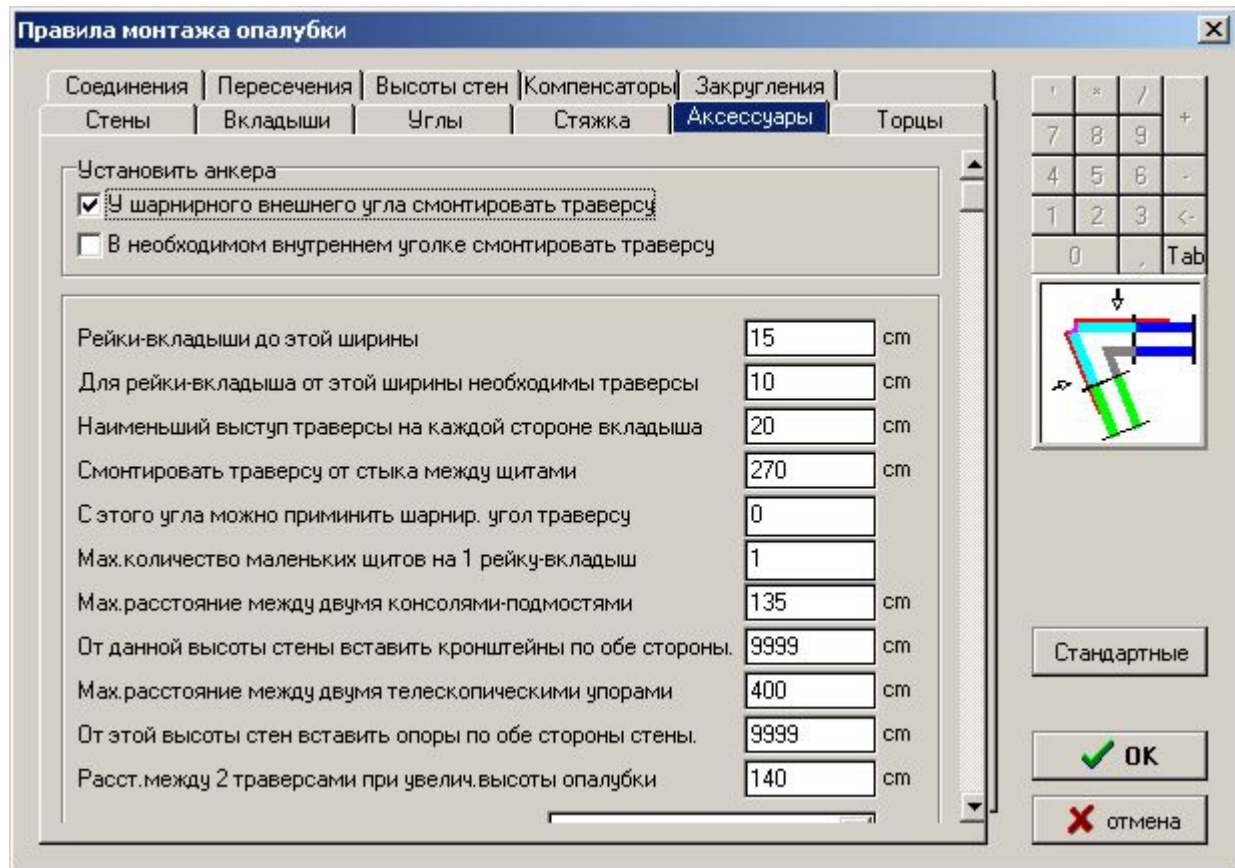 Правила монтажа опалубки
Соединения Пересечения Высоты стен Компенсаторы Закругления
Стены Вкладыши Углы Стяжка Аксессуары Торцы
Установить анкера
У шарнирного внешнего угла смонтировать траверсу
В необходимом внутреннем уголке смонтировать траверсу
Рейки-вкладыши до этой ширины 15 cm
Для рейки-вкладыша от этой ширины необходимы траверсы 10 cm
Наименьший выступ траверсы на каждой стороне вкладыша 20 cm
Смонтировать траверсу от стыка между щитами 270 cm
С этого угла можно приминить шарнир. угол траверсу 0
Мах.количество маленьких щитов на 1 рейку-вкладыш 1
Мах.расстояние между двумя консолями-подмостями 135 cm
От данной высоты стены вставить кронштейны по обе стороны. 9999 cm
Мах.расстояние между двумя телескопическими упорами 400 cm
От этой высоты стен вставить опоры по обе стороны стены. 9999 cm
Расст.между 2 траверсами при увелич.высоты опалубки 140 cm
' * / +
7 8 9
4 5 6 -
1 2 3 <-
0 , Tab
Стандартные
OK
отмена